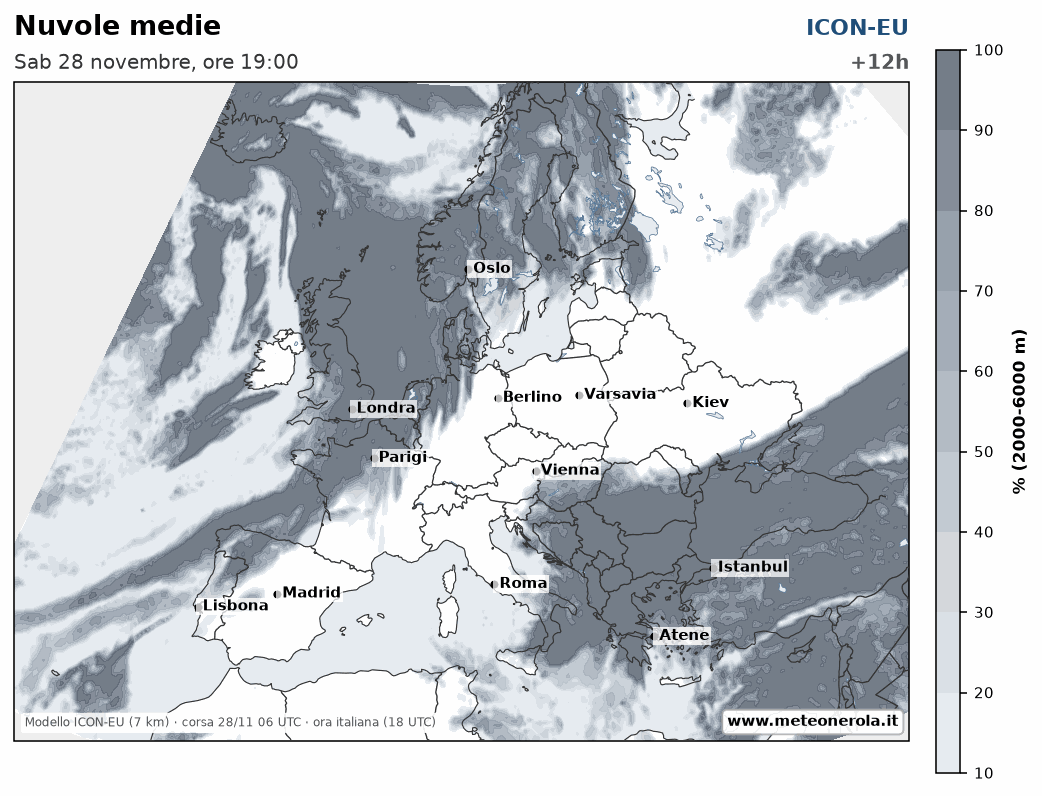 Nuvole medie
ICON-EU
Sab 28 novembre, ore 19:00
+12h
100
90
80
70
60
50
40
30
20
10
% (2000-6000 m)
Oslo
Londra
Berlino
Varsavia
Kiev
Parigi
Vienna
Istanbul
Roma
Madrid
Lisbona
Atene
Modello ICON-EU (7 km) · corsa 28/11 06 UTC · ora italiana (18 UTC)
www.meteonerola.it